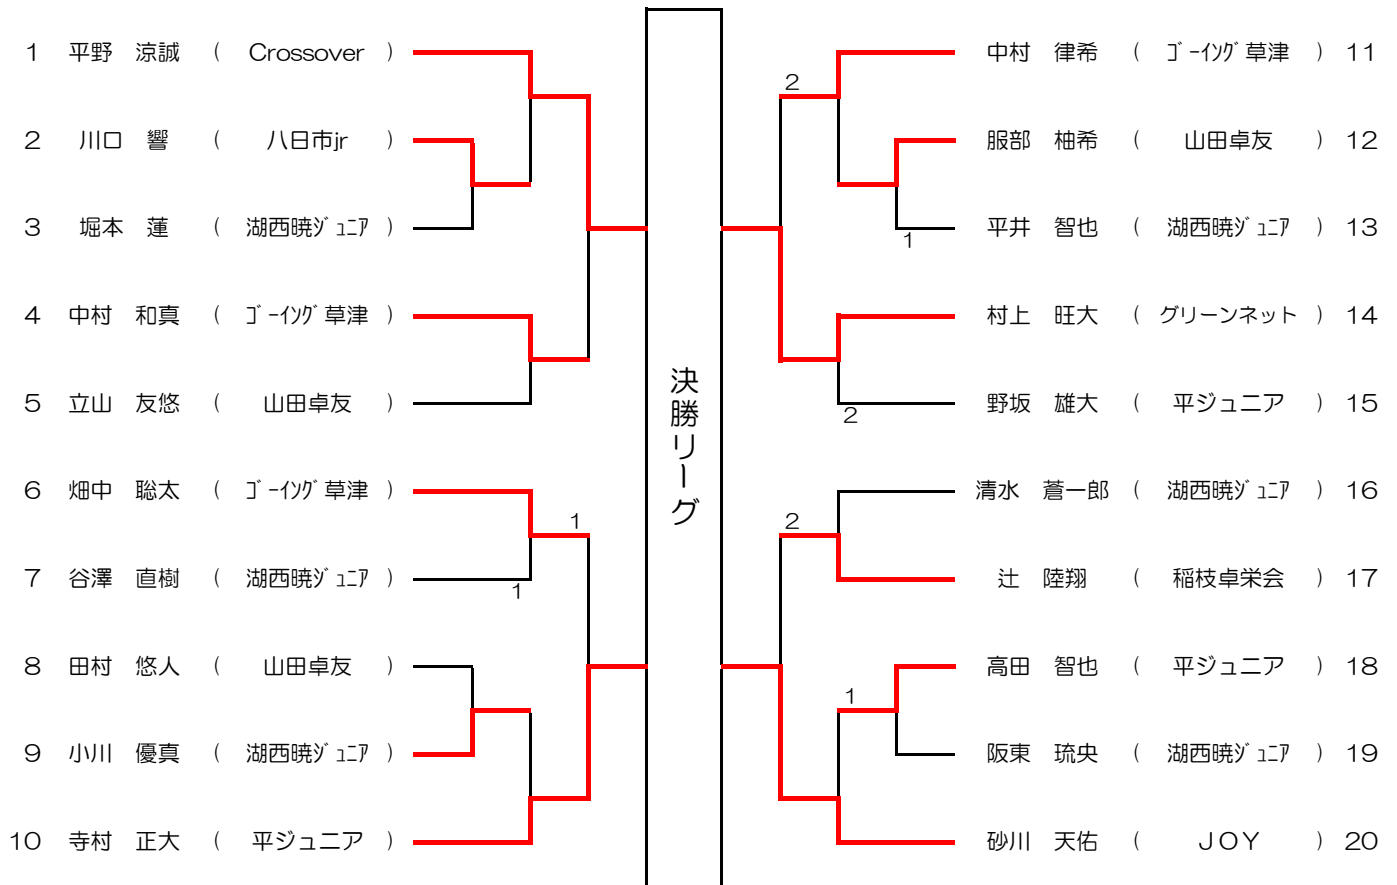 1 平野 涼誠 ( Crossover )
2 川口 響 ( 八日市jr )
3 堀本 蓮 ( 湖西暁ｼﾞｭﾆｱ )
4 中村 和真 ( ｺﾞｰｲﾝｸﾞ草津 )
5 立山 友悠 ( 山田卓友 )
6 畑中 聡太 ( ｺﾞｰｲﾝｸﾞ草津 )
1
7 谷澤 直樹 ( 湖西暁ｼﾞｭﾆｱ )
1
8 田村 悠人 ( 山田卓友 )
9 小川 優真 ( 湖西暁ｼﾞｭﾆｱ )
10 寺村 正大 ( 平ジュニア )
決勝リーグ
中村 律希 ( ｺﾞｰｲﾝｸﾞ草津 ) 11
2
服部 柚希 ( 山田卓友 ) 12
平井 智也 ( 湖西暁ｼﾞｭﾆｱ ) 13
1
村上 旺大 ( グリーンネット ) 14
野坂 雄大 ( 平ジュニア ) 15
2
清水 蒼一郎 ( 湖西暁ｼﾞｭﾆｱ ) 16
2
辻 陸翔 ( 稲枝卓栄会 ) 17
高田 智也 ( 平ジュニア ) 18
1
阪東 琉央 ( 湖西暁ｼﾞｭﾆｱ ) 19
砂川 天佑 ( ＪＯＹ ) 20